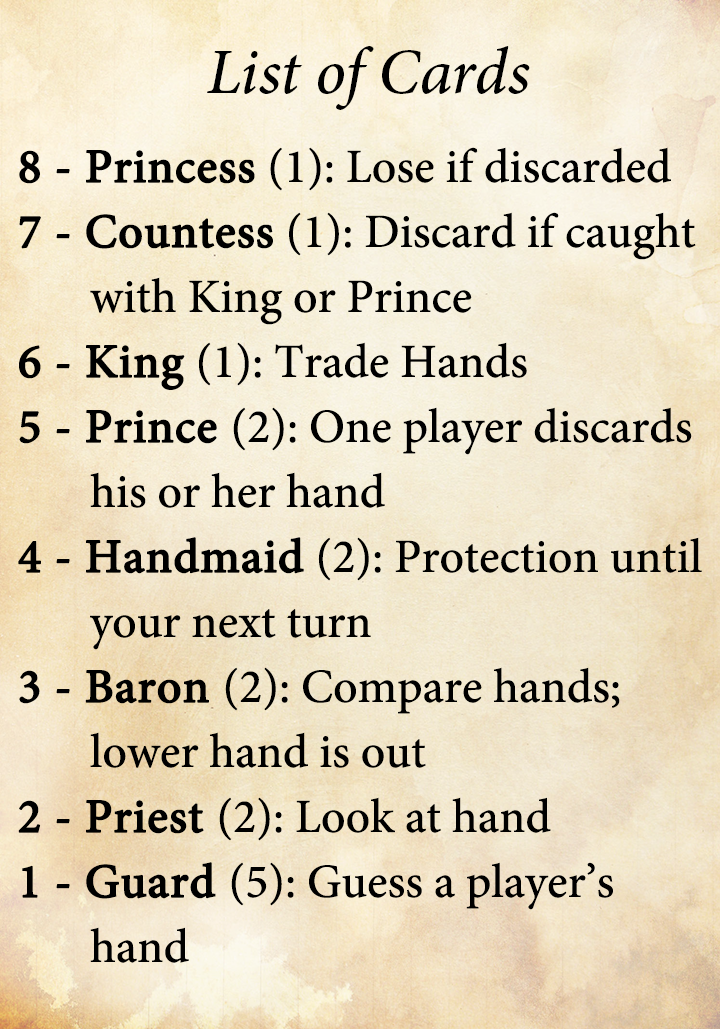 List of Cards
8 - Princess (1): Lose if discarded
7 - Countess (1): Discard if caught
with King or Prince
6 - King (1): Trade Hands
5 - Prince (2): One player discards
his or her hand
4 - Handmaid (2): Protection until
your next turn
3 - Baron (2): Compare hands;
lower hand is out
2 - Priest (2): Look at hand
1 - Guard (5): Guess a player’s
hand